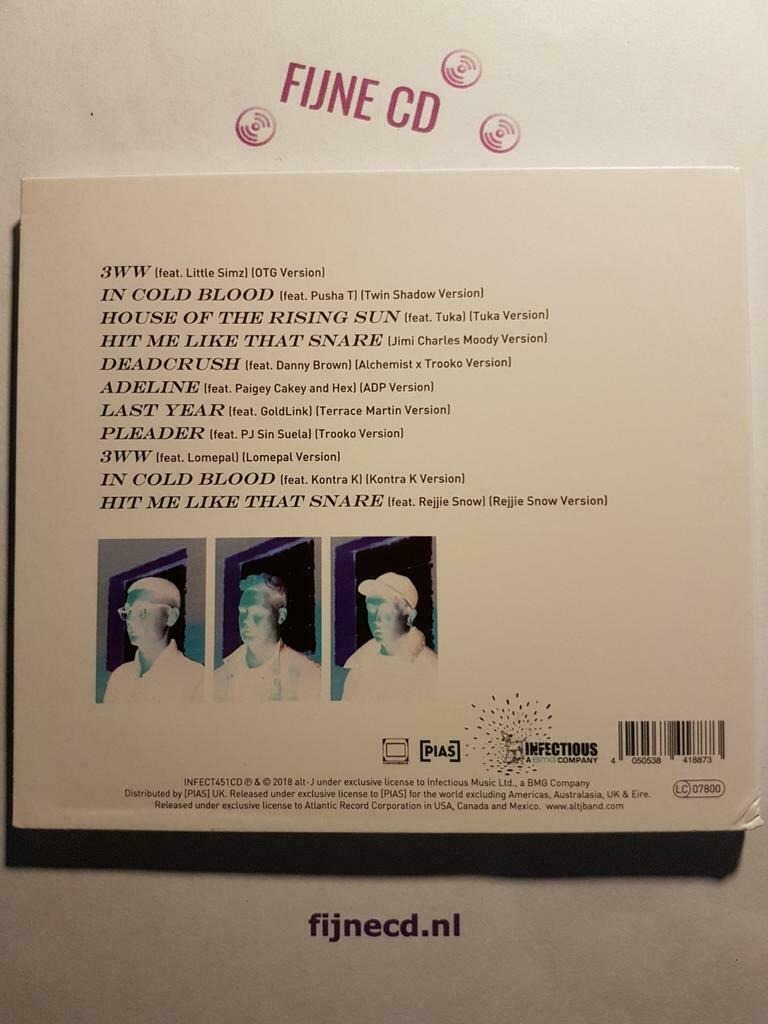 FIJNE CD
3WW (feat. Little Simz) (OTG Version)
IN COLD BLOOD (feat. Pusha T) (Twin Shadow Version)
HOUSE OF THE RISING SUN (feat. Tuka) (Tuka Version)
HIT ME LIKE THAT SNARE (Jimi Charles Moody Version)
DEADCRUSH (feat. Danny Brown) (Alchemist x Trooko Version)
ADELINE (feat. Paigey Cakey and Hex) (ADP Version)
LAST YEAR (feat. GoldLink) (Terrace Martin Version)
PLEADER (feat. PJ Sin Suela) (Trooko Version)
3WW (feat. Lomepal) (Lomepal Version)
IN COLD BLOOD (feat. Kontra K) (Kontra K Version)
HIT ME LIKE THAT SNARE (feat. Rejjie Snow) (Rejjie Snow Version)
[PIAS]
INFECTIOUS
A BMG COMPANY
4 050538 418873
INFECT451CD ℗ & © 2018 alt-J under exclusive license to Infectious Music Ltd., a BMG Company
Distributed by [PIAS] UK. Released under exclusive license to [PIAS] for the world excluding Americas, Australasia, UK & Eire.
Released under exclusive license to Atlantic Record Corporation in USA, Canada and Mexico. www.altjband.com
LC 07800
fijnecd.nl